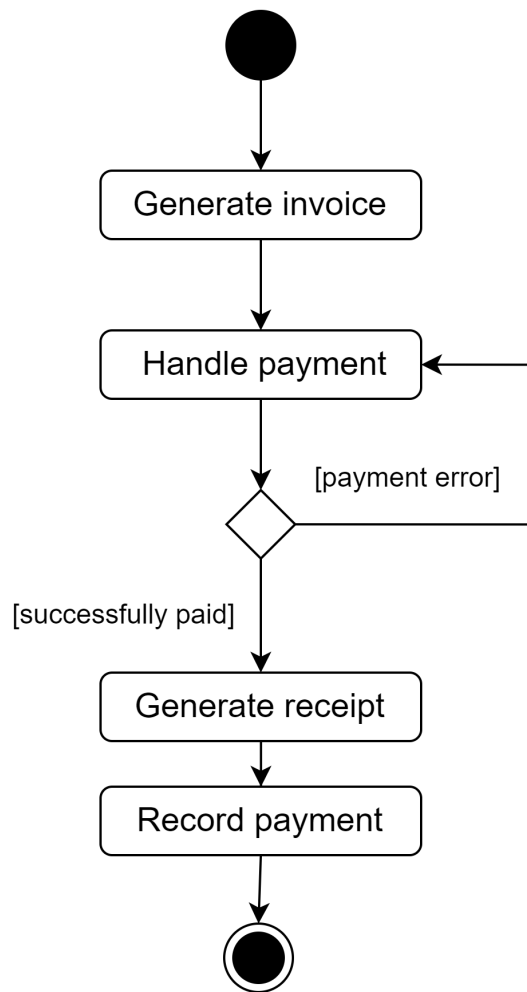 Generate invoice
Handle payment
[payment error]
[successfully paid]
Generate receipt
Record payment